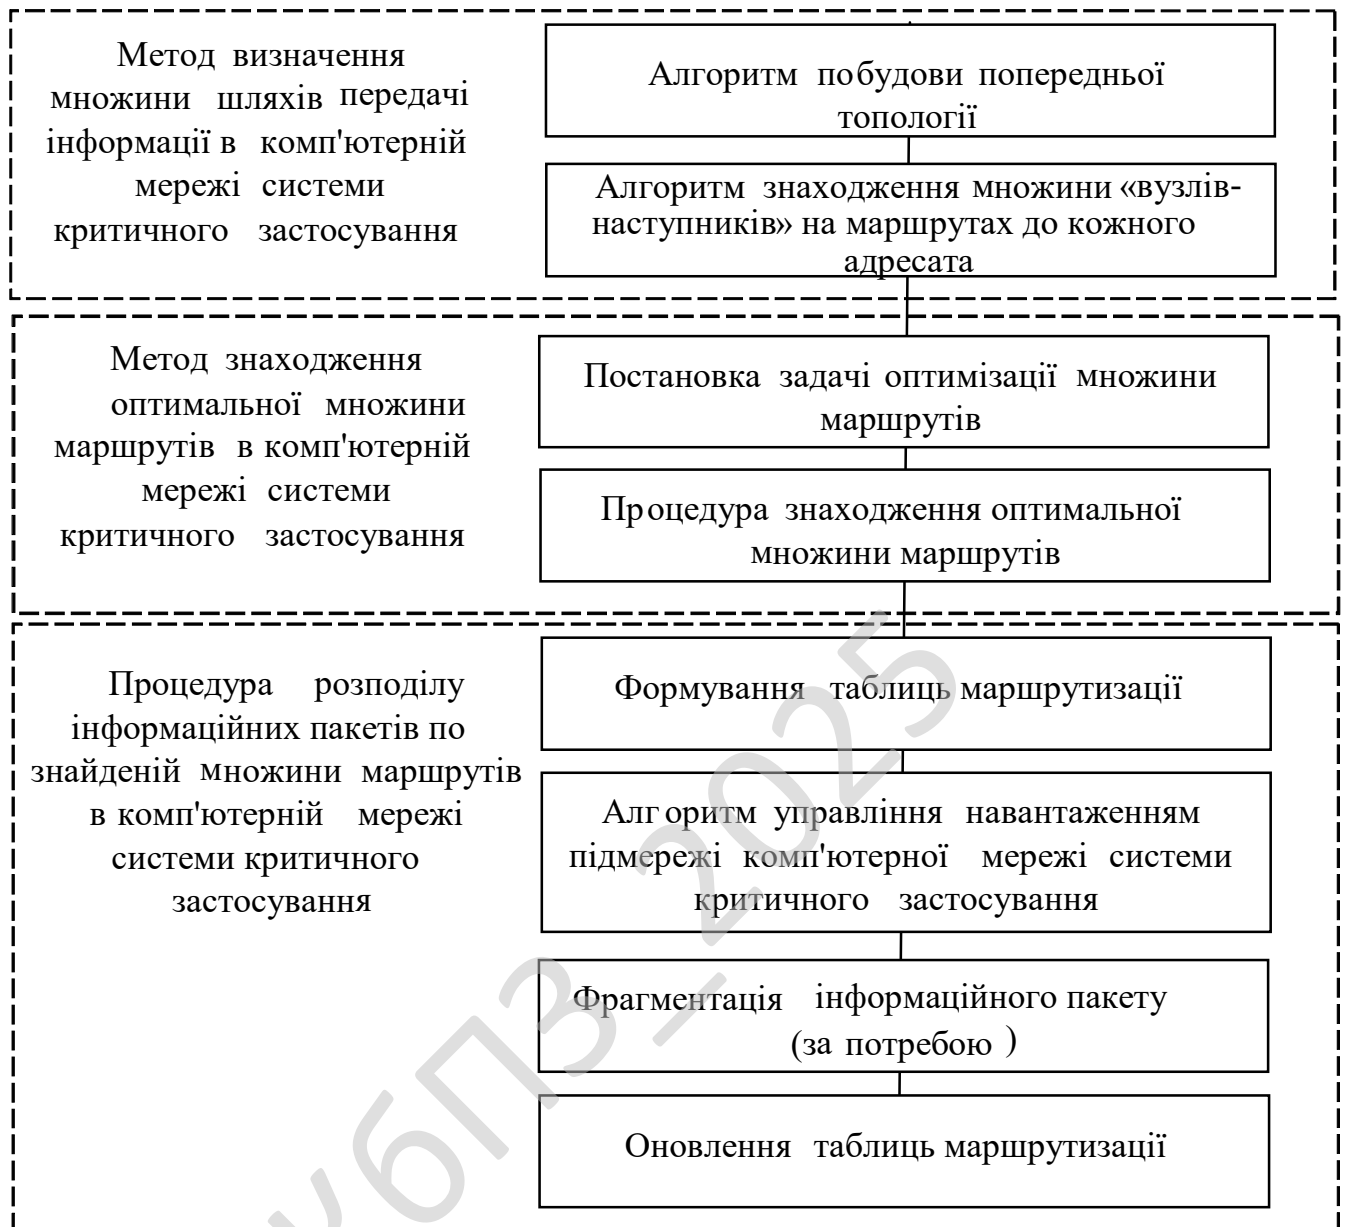 Метод визначення
множини шляхів передачі
інформації в комп'ютерній
мережі системи
критичного застосування
Алгоритм побудови попередньої
топології
Алгоритм знаходження множини «вузлів-
наступників» на маршрутах до кожного
адресата
Метод знаходження
оптимальної множини
маршрутів в комп'ютерній
мережі системи
критичного застосування
Постановка задачі оптимізації множини
маршрутів
Процедура знаходження оптимальної
множини маршрутів
Процедура розподілу
інформаційних пакетів по
знайденій множини маршрутів
в комп'ютерній мережі
системи критичного
застосування
Формування таблиць маршрутизації
Алгоритм управління навантаженням
підмережі комп'ютерної мережі системи
критичного застосування
Фрагментація інформаційного пакету
(за потребою )
Оновлення таблиць маршрутизації
КбПЗ_2025